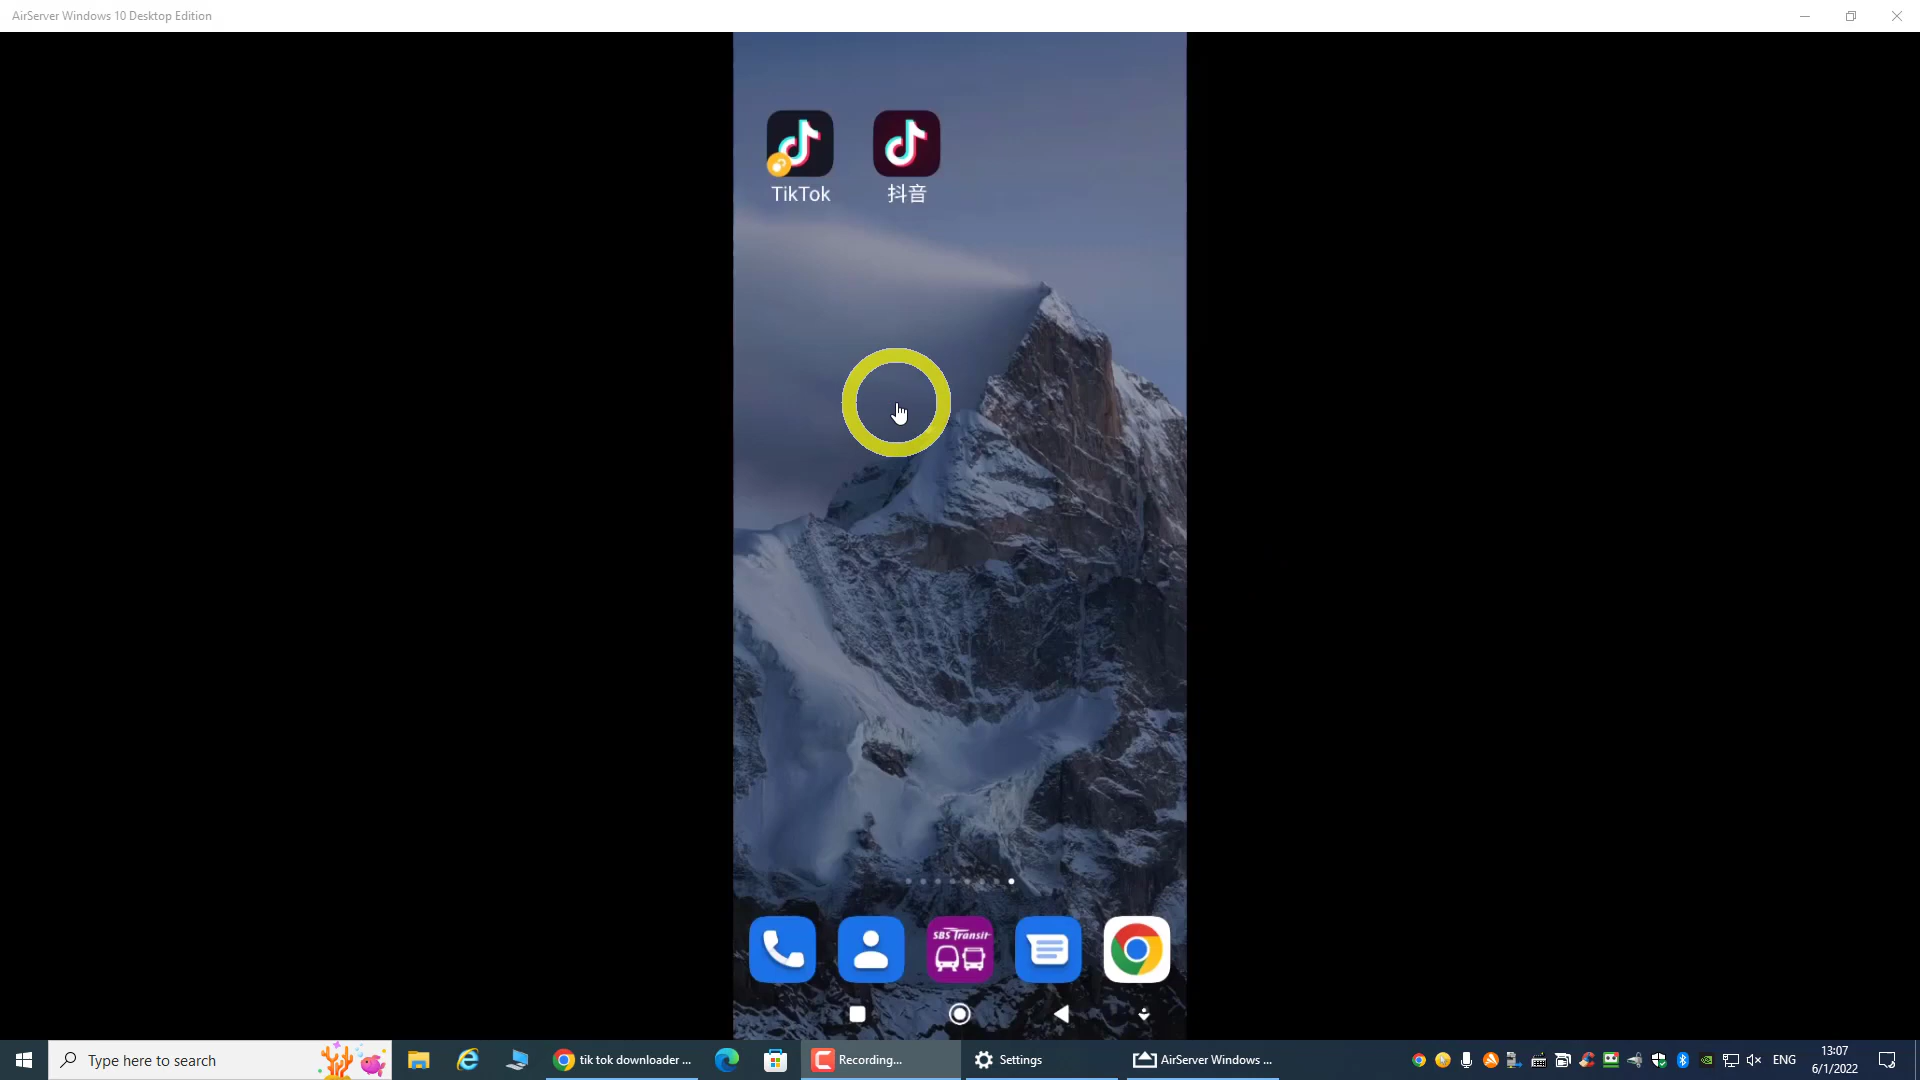 AirServer Windows 10 Desktop Edition
TikTok
抖音
SBS Transit
Type here to search
tik tok downloader ...
Recording...
Settings
AirServer Windows ...
ENG
13:07
6/1/2022